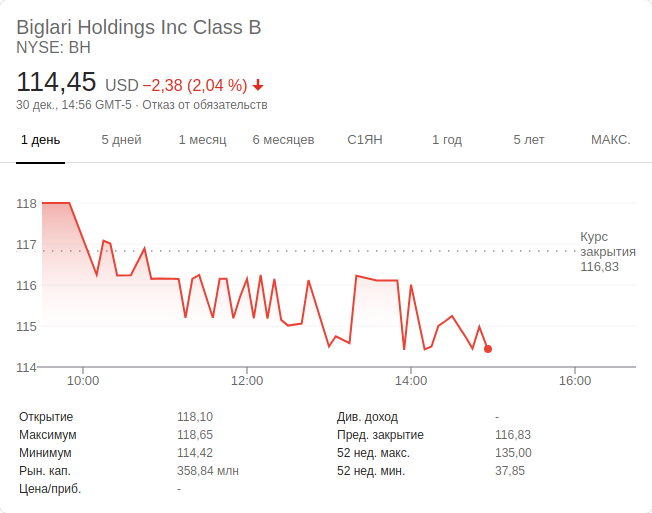 Biglari Holdings Inc Class B
NYSE: BH
114,45 USD −2,38 (2,04 %)
30 дек., 14:56 GMT-5 · Отказ от обязательств
1 день 5 дней 1 месяц 6 месяцев С1ЯН 1 год 5 лет МАКС.
118
117
116
115
114
Курс
закрытия
116,83
10:00 12:00 14:00 16:00
Открытие 118,10 Див. доход -
Максимум 118,65 Пред. закрытие 116,83
Минимум 114,42 52 нед. макс. 135,00
Рын. кап. 358,84 млн 52 нед. мин. 37,85
Цена/приб. -